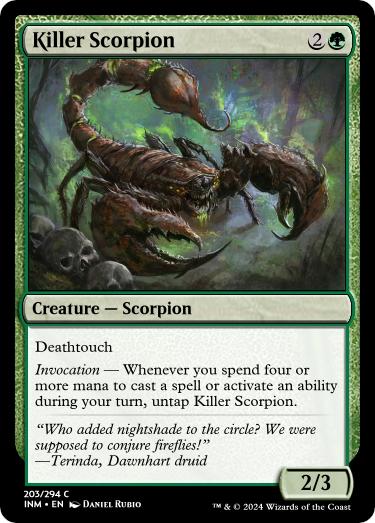 Killer Scorpion 2
Creature — Scorpion
Deathtouch
Invocation — Whenever you spend four or
more mana to cast a spell or activate an ability
during your turn, untap Killer Scorpion.
“Who added nightshade to the circle? We were
supposed to conjure fireflies!”
—Terinda, Dawnhart druid
2/3
203/294 C
INM • EN Daniel Rubio
™ & © 2024 Wizards of the Coast